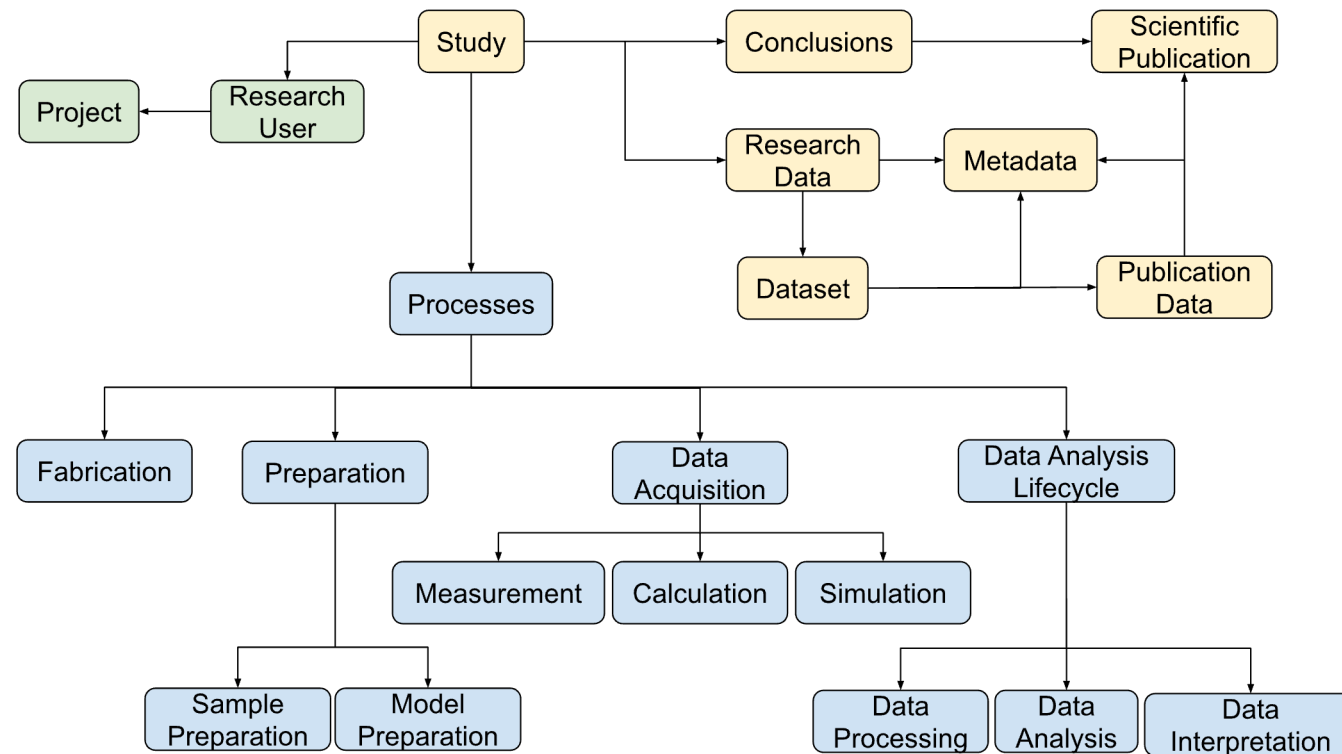 Study
Conclusions
Scientific
Publication
Project
Research
User
Research
Data
Metadata
Dataset
Publication
Data
Processes
Fabrication
Preparation
Data
Acquisition
Data Analysis
Lifecycle
Measurement
Calculation
Simulation
Sample
Preparation
Model
Preparation
Data
Processing
Data
Analysis
Data
Interpretation